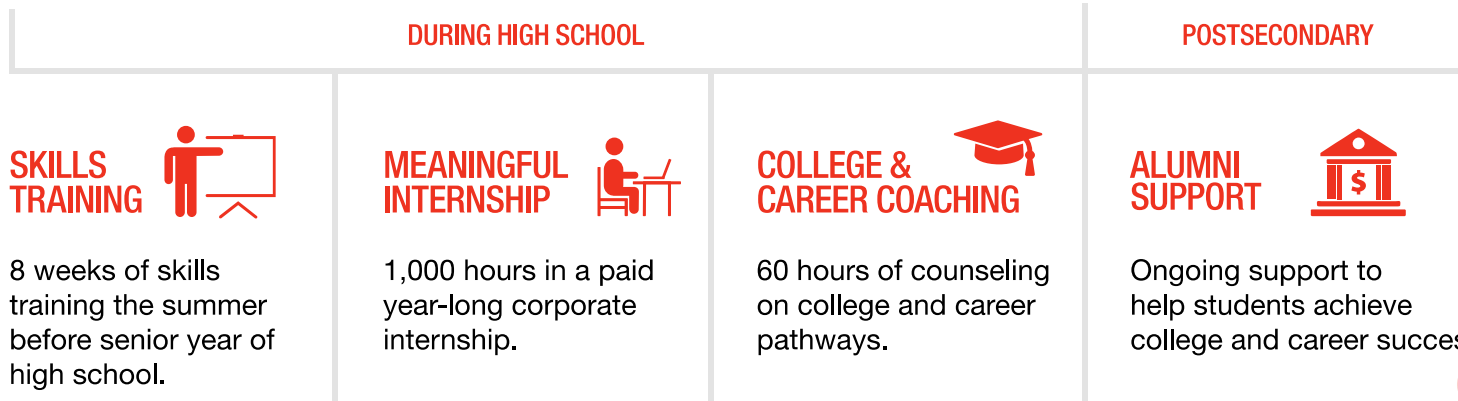 DURING HIGH SCHOOL
POSTSECONDARY
SKILLS
TRAINING
8 weeks of skills
training the summer
before senior year of
high school.
MEANINGFUL
INTERNSHIP
1,000 hours in a paid
year-long corporate
internship.
COLLEGE &
CAREER COACHING
60 hours of counseling
on college and career
pathways.
ALUMNI
SUPPORT
$
Ongoing support to
help students achieve
college and career succes